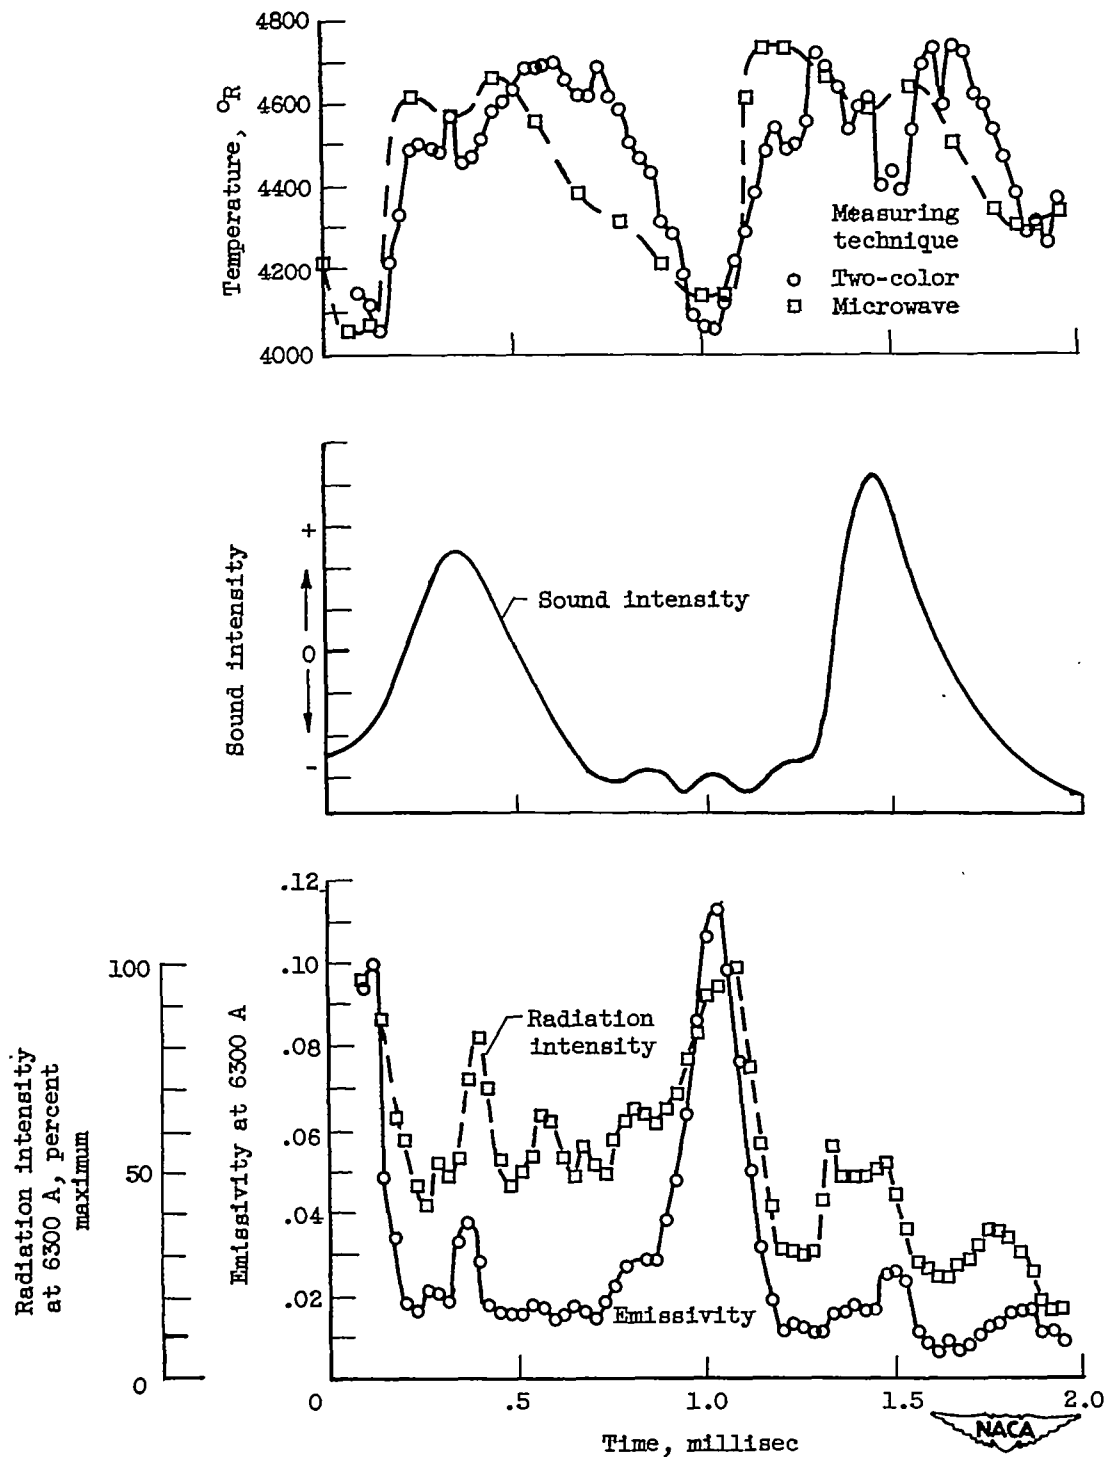 4800
4600
4400
4200
4000
Temperature, °R
Measuring
technique
Two-color
Microwave
+
0
-
Sound intensity
Sound intensity
.12
.10
.08
.06
.04
.02
Emissivity at 6300 A
100
50
0
Radiation intensity
at 6300 A, percent
maximum
Radiation
intensity
Emissivity
0
.5
1.0
1.5
2.0
Time, millisec
NACA